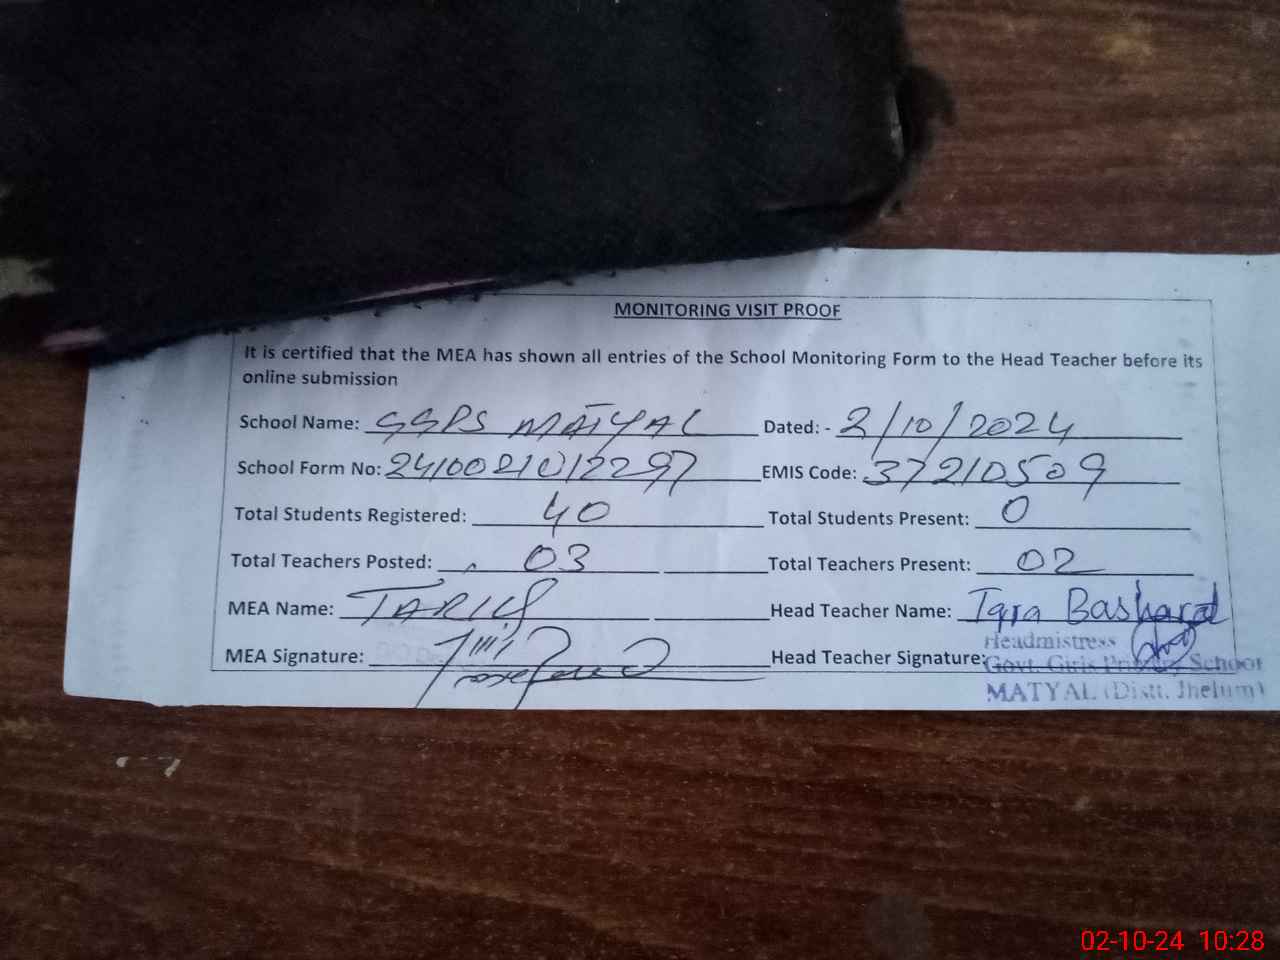 MONITORING VISIT PROOF
It is certified that the MEA has shown all entries of the School Monitoring Form to the Head Teacher before its
online submission
School Name: GGPS MATYAL Dated: - 2/10/2024
School Form No: 2410021012297 EMIS Code: 37210509
Total Students Registered: 40 Total Students Present: 0
Total Teachers Posted: 03 Total Teachers Present: 02
MEA Name: TARIQ Head Teacher Name: Iqra Basharat
MEA Signature: Head Teacher Signature:
Headmistress
Govt. Girls Primary School
MATYAL (Distt. Jhelum)
02-10-24 10:28